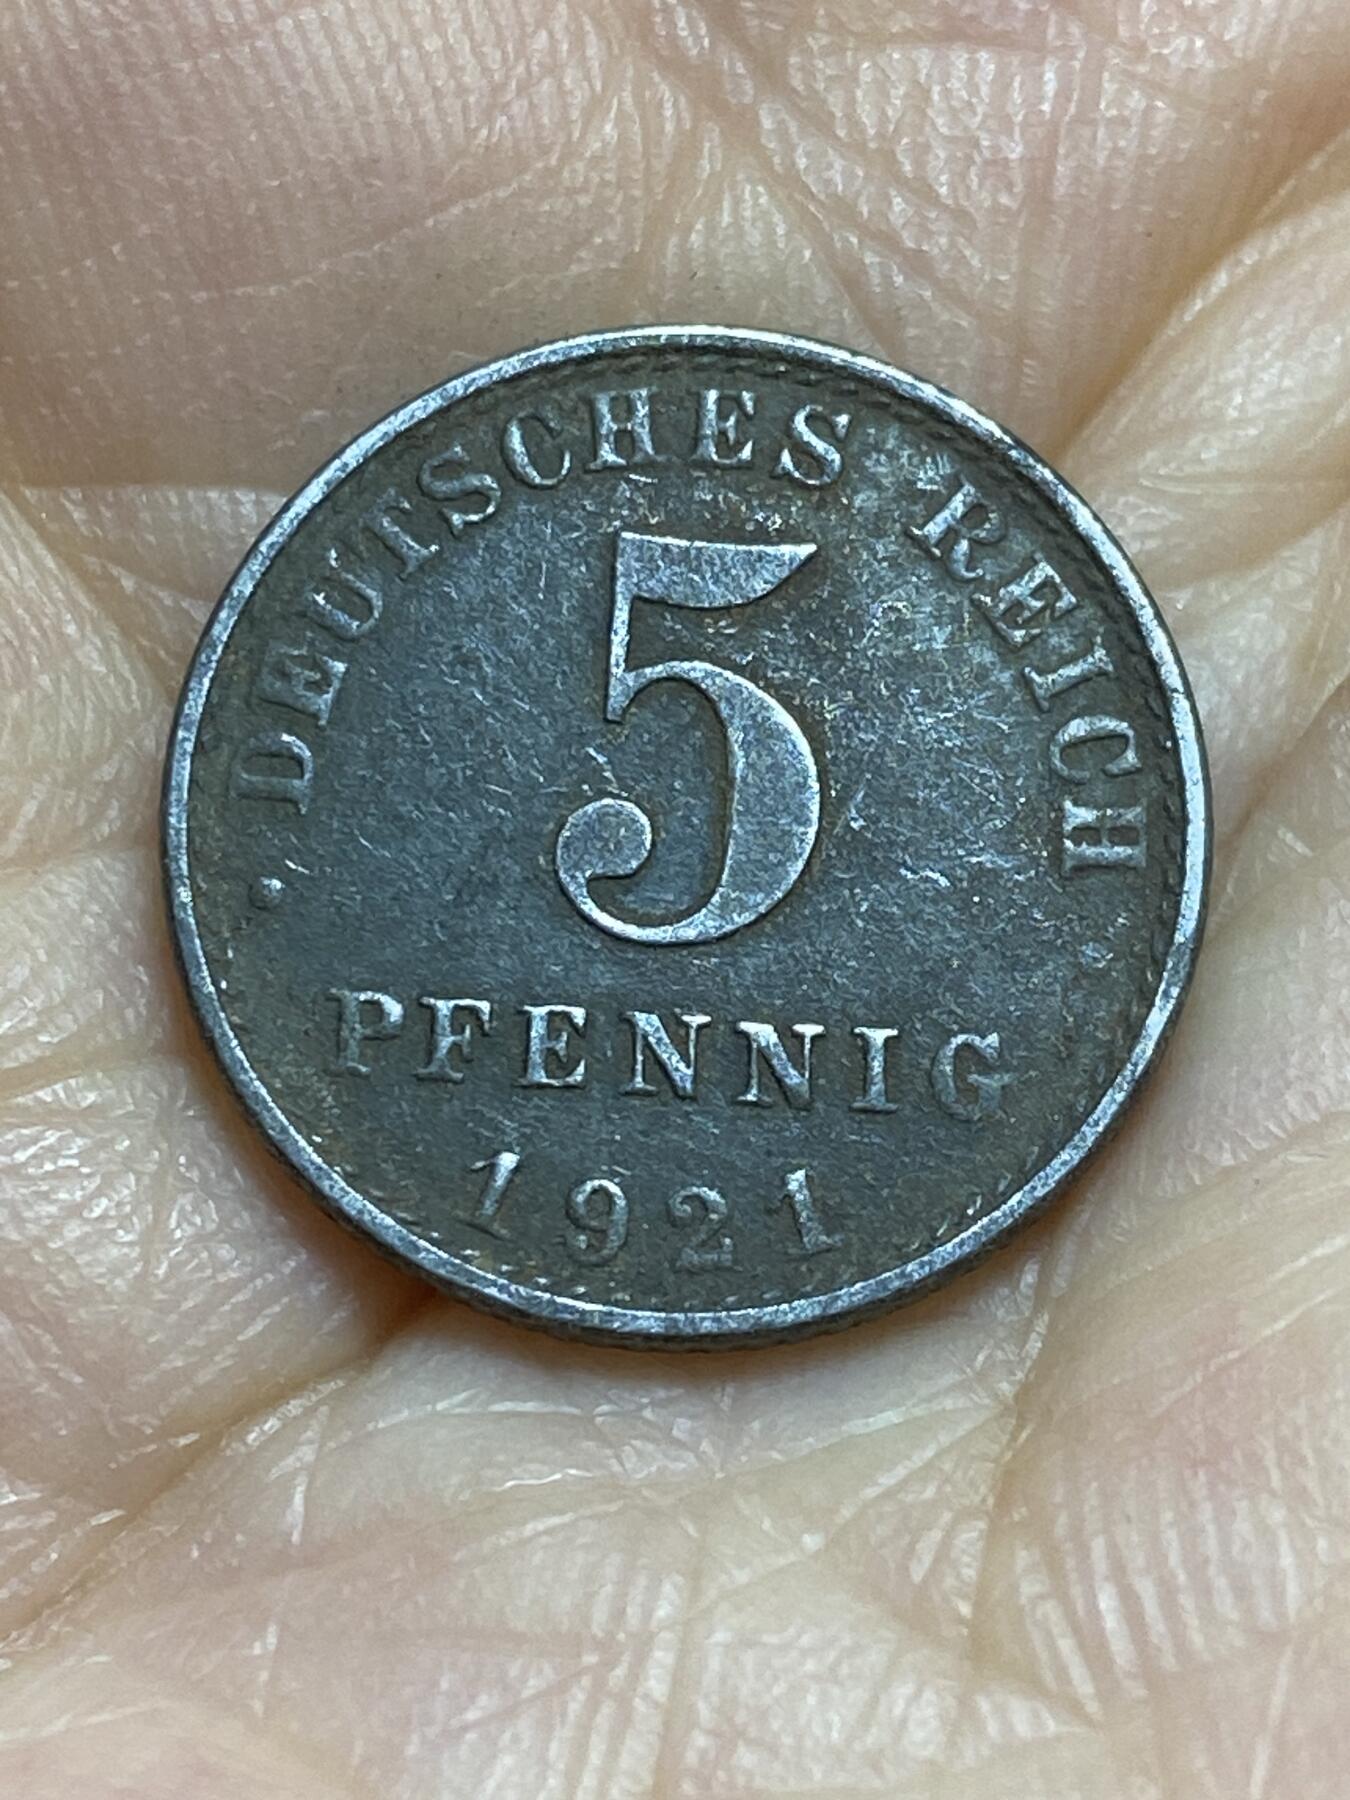 DEUTSCHES REICH
5
PFENNIG
1921